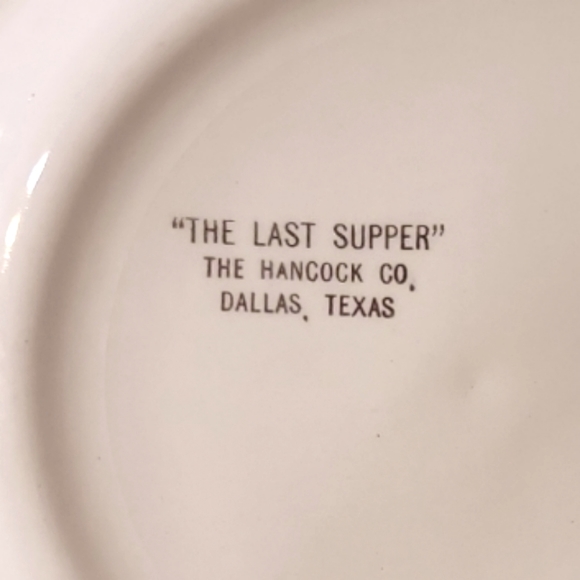 “THE LAST SUPPER”
THE HANCOCK CO.
DALLAS, TEXAS